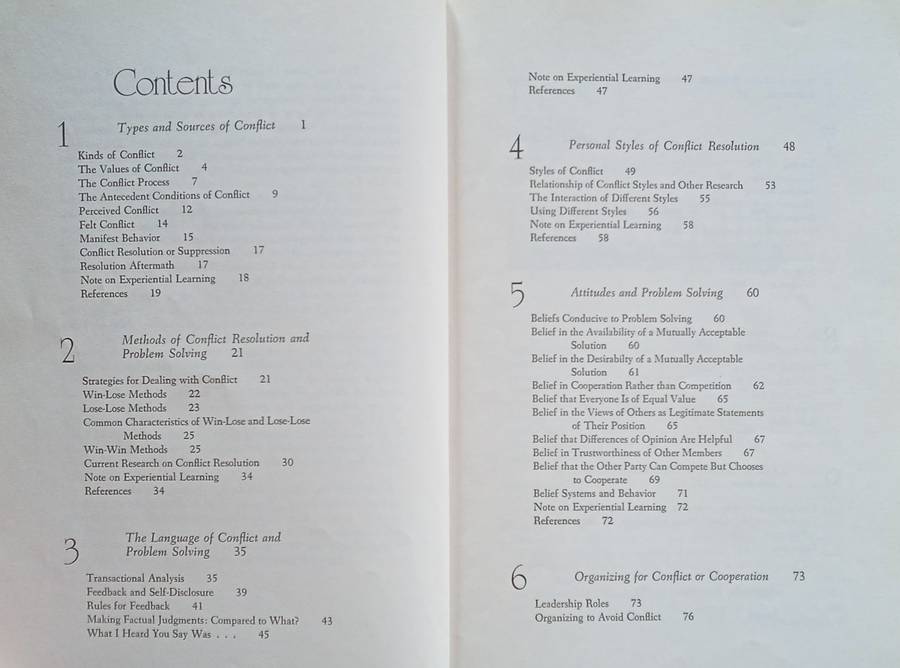 Contents
1 Types and Sources of Conflict 1
Kinds of Conflict 2
The Values of Conflict 4
The Conflict Process 7
The Antecedent Conditions of Conflict 9
Perceived Conflict 12
Felt Conflict 14
Manifest Behavior 15
Conflict Resolution or Suppression 17
Resolution Aftermath 17
Note on Experiential Learning 18
References 19
2 Methods of Conflict Resolution and
Problem Solving 21
Strategies for Dealing with Conflict 21
Win-Lose Methods 22
Lose-Lose Methods 23
Common Characteristics of Win-Lose and Lose-Lose
Methods 25
Win-Win Methods 25
Current Research on Conflict Resolution 30
Note on Experiential Learning 34
References 34
3 The Language of Conflict and
Problem Solving 35
Transactional Analysis 35
Feedback and Self-Disclosure 39
Rules for Feedback 41
Making Factual Judgments: Compared to What? 43
What I Heard You Say Was . . . 45
Note on Experiential Learning 47
References 47
4 Personal Styles of Conflict Resolution 48
Styles of Conflict 49
Relationship of Conflict Styles and Other Research 53
The Interaction of Different Styles 55
Using Different Styles 56
Note on Experiential Learning 58
References 58
5 Attitudes and Problem Solving 60
Beliefs Conducive to Problem Solving 60
Belief in the Availability of a Mutually Acceptable
Solution 60
Belief in the Desirabilty of a Mutually Acceptable
Solution 61
Belief in Cooperation Rather than Competition 62
Belief that Everyone Is of Equal Value 65
Belief in the Views of Others as Legitimate Statements
of Their Position 65
Belief that Differences of Opinion Are Helpful 67
Belief in Trustworthiness of Other Members 67
Belief that the Other Party Can Compete But Chooses
to Cooperate 69
Belief Systems and Behavior 71
Note on Experiential Learning 72
References 72
6 Organizing for Conflict or Cooperation 73
Leadership Roles 73
Organizing to Avoid Conflict 76